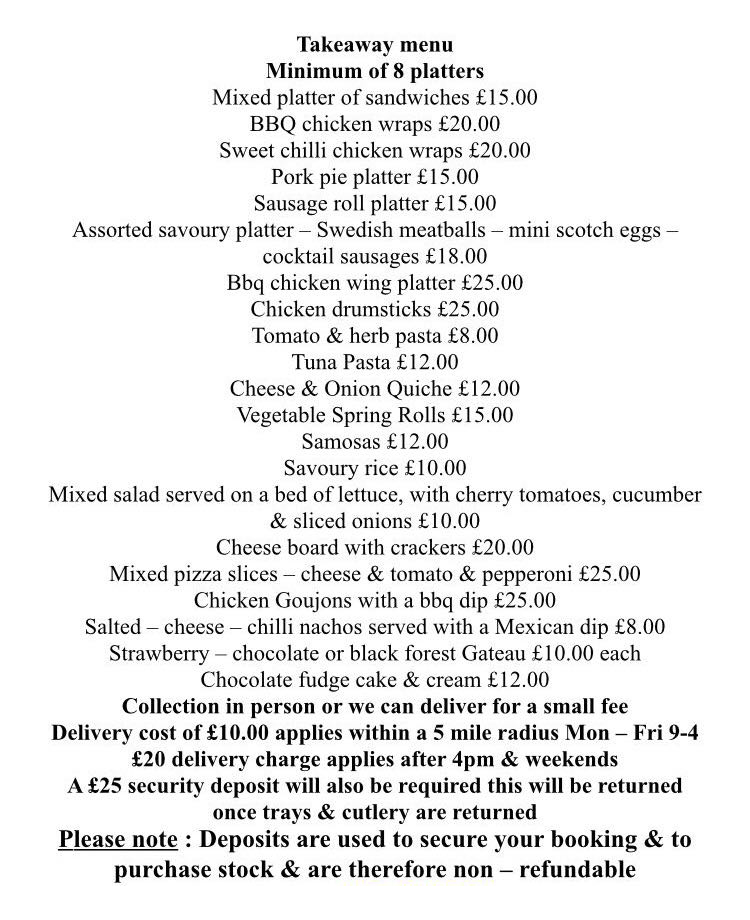 Takeaway menu
Minimum of 8 platters
Mixed platter of sandwiches £15.00
BBQ chicken wraps £20.00
Sweet chilli chicken wraps £20.00
Pork pie platter £15.00
Sausage roll platter £15.00
Assorted savoury platter – Swedish meatballs – mini scotch eggs –
cocktail sausages £18.00
Bbq chicken wing platter £25.00
Chicken drumsticks £25.00
Tomato & herb pasta £8.00
Tuna Pasta £12.00
Cheese & Onion Quiche £12.00
Vegetable Spring Rolls £15.00
Samosas £12.00
Savoury rice £10.00
Mixed salad served on a bed of lettuce, with cherry tomatoes, cucumber
& sliced onions £10.00
Cheese board with crackers £20.00
Mixed pizza slices – cheese & tomato & pepperoni £25.00
Chicken Goujons with a bbq dip £25.00
Salted – cheese – chilli nachos served with a Mexican dip £8.00
Strawberry – chocolate or black forest Gateau £10.00 each
Chocolate fudge cake & cream £12.00
Collection in person or we can deliver for a small fee
Delivery cost of £10.00 applies within a 5 mile radius Mon – Fri 9-4
£20 delivery charge applies after 4pm & weekends
A £25 security deposit will also be required this will be returned
once trays & cutlery are returned
Please note : Deposits are used to secure your booking & to
purchase stock & are therefore non – refundable